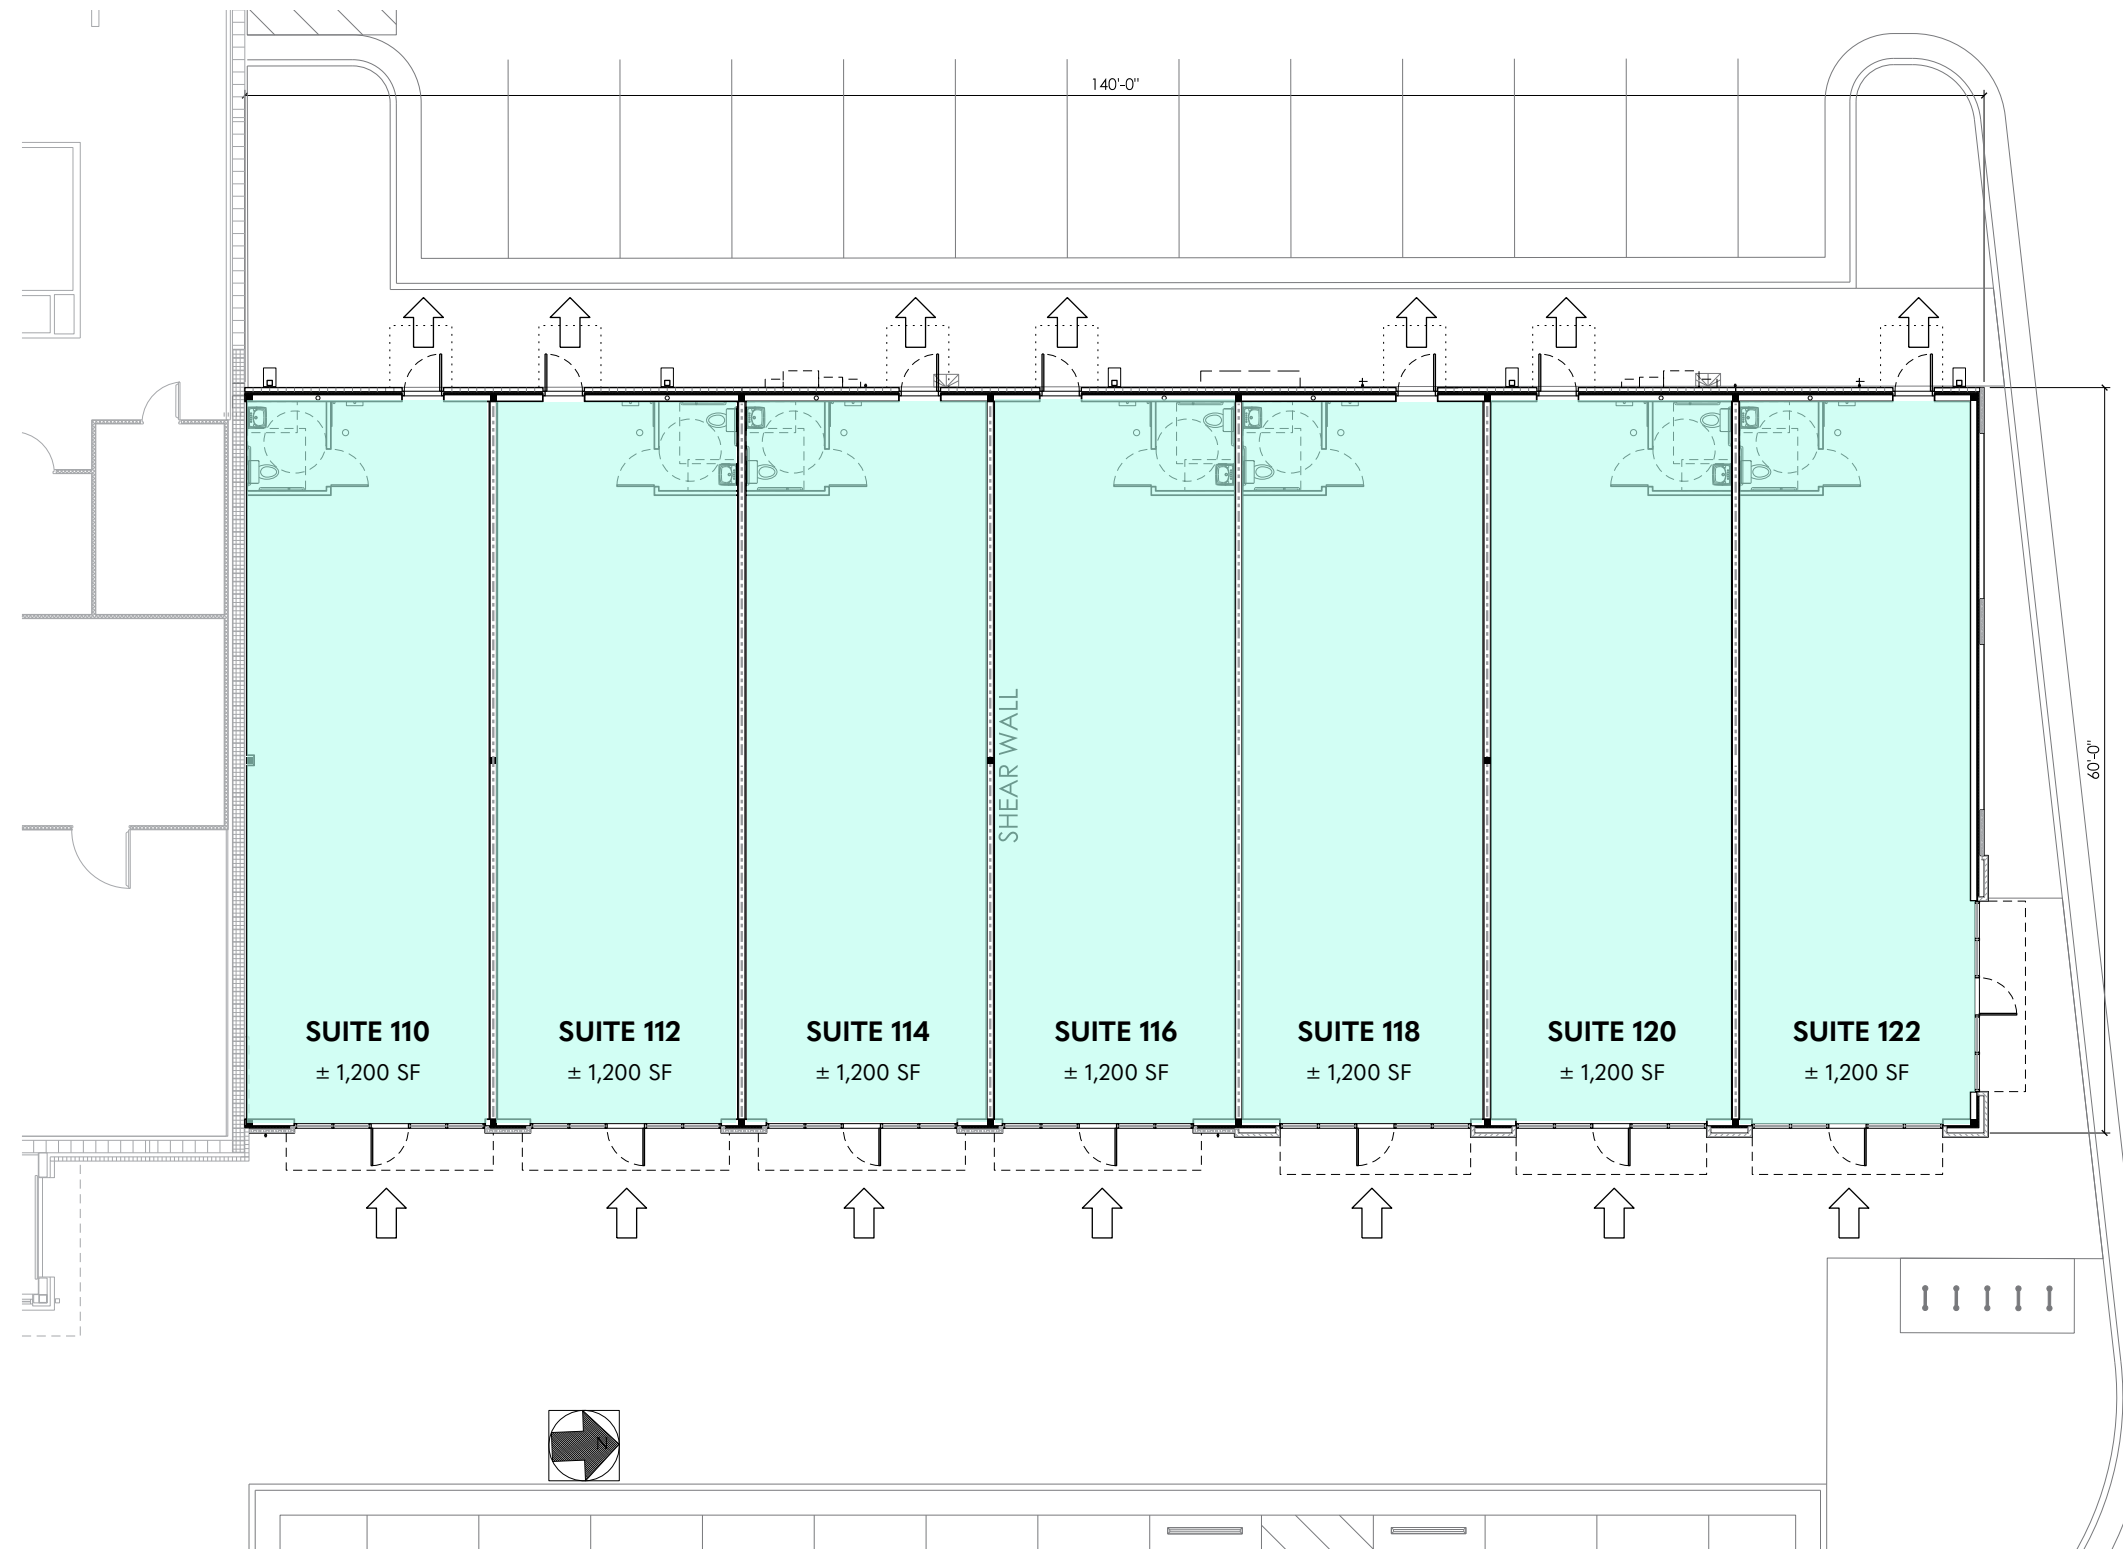 140'-0"
60'-0"
SHEAR WALL
SUITE 110
± 1,200 SF
SUITE 112
± 1,200 SF
SUITE 114
± 1,200 SF
SUITE 116
± 1,200 SF
SUITE 118
± 1,200 SF
SUITE 120
± 1,200 SF
SUITE 122
± 1,200 SF
N